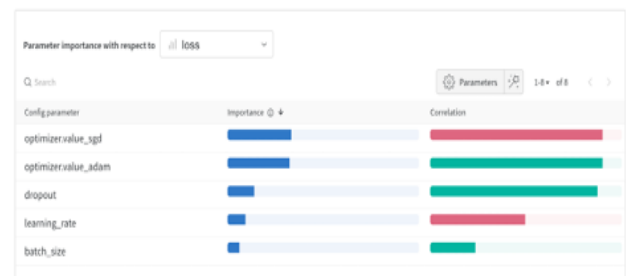 Parameter importance with respect to loss
Search Parameters 1-8 of 8
Config parameter Importance Correlation
optimizer.value_sgd
optimizer.value_adam
dropout
learning_rate
batch_size